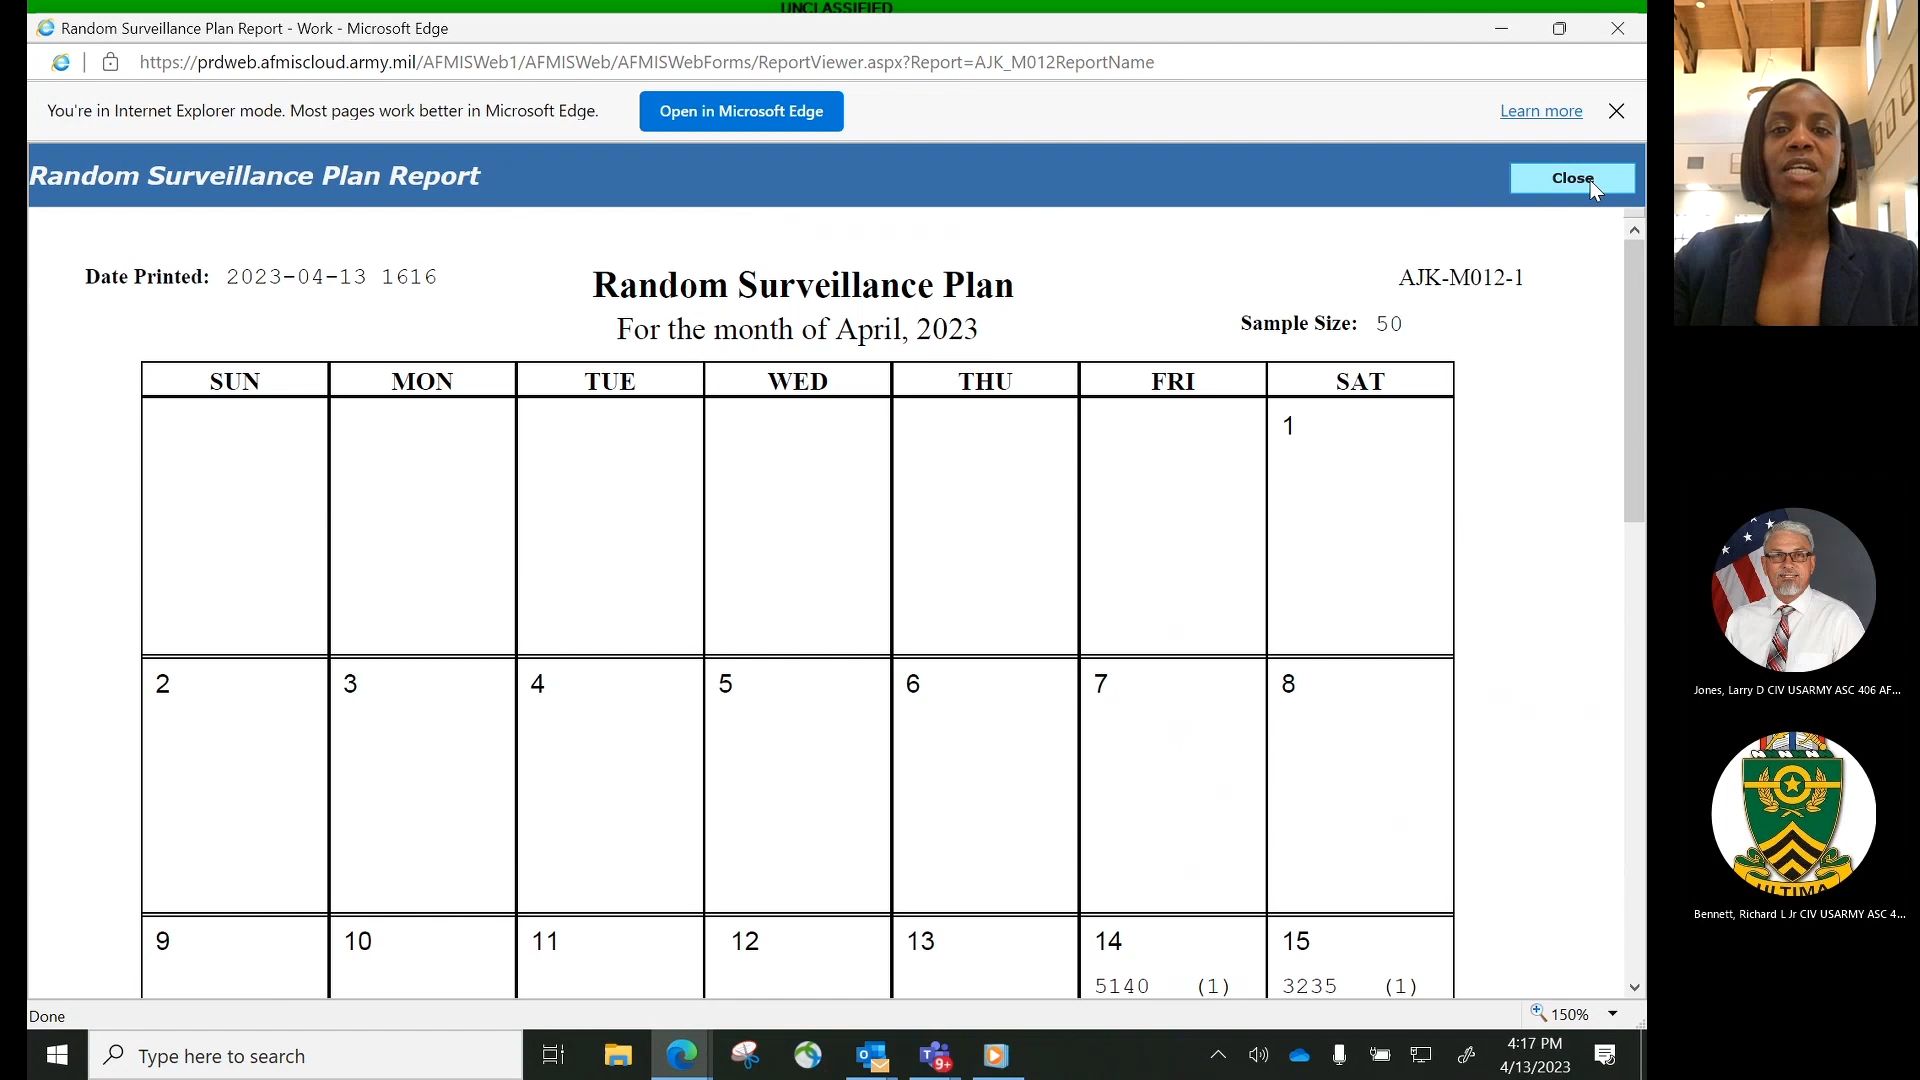 UNCLASSIFIED
Random Surveillance Plan Report - Work - Microsoft Edge
https://prdweb.afmiscloud.army.mil/AFMISWeb1/AFMISWeb/AFMISWebForms/ReportViewer.aspx?Report=AJK_M012ReportName
You're in Internet Explorer mode. Most pages work better in Microsoft Edge. Open in Microsoft Edge Learn more
Random Surveillance Plan Report Close
Date Printed: 2023-04-13 1616 Random Surveillance Plan AJK-M012-1
For the month of April, 2023 Sample Size: 50
SUN MON TUE WED THU FRI SAT
1
2 3 4 5 6 7 8
9 10 11 12 13 14 15
5140 (1) 3235 (1)
Done 150%
Type here to search 9+ 4:17 PM
4/13/2023
Jones, Larry D CIV USARMY ASC 406 AF...
ULTIMA
Bennett, Richard L Jr CIV USARMY ASC 4...